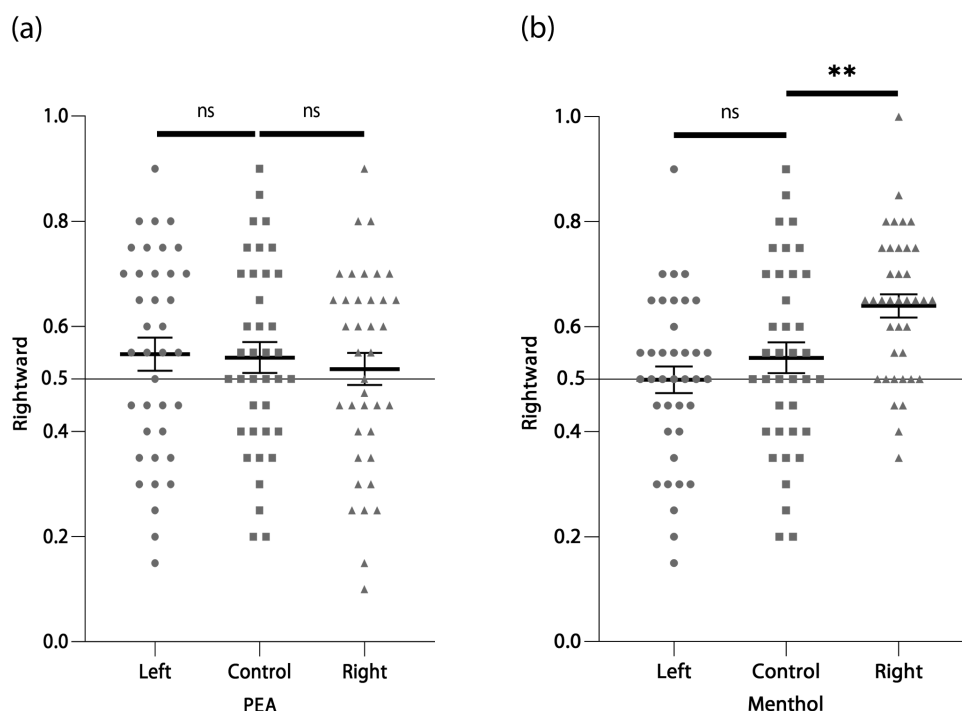 (a)
ns
ns
1.0
0.8
0.6
0.5
0.4
0.2
0.0
Rightward
Left
Control
Right
PEA
(b)
**
ns
1.0
0.8
0.6
0.5
0.4
0.2
0.0
Rightward
Left
Control
Right
Menthol